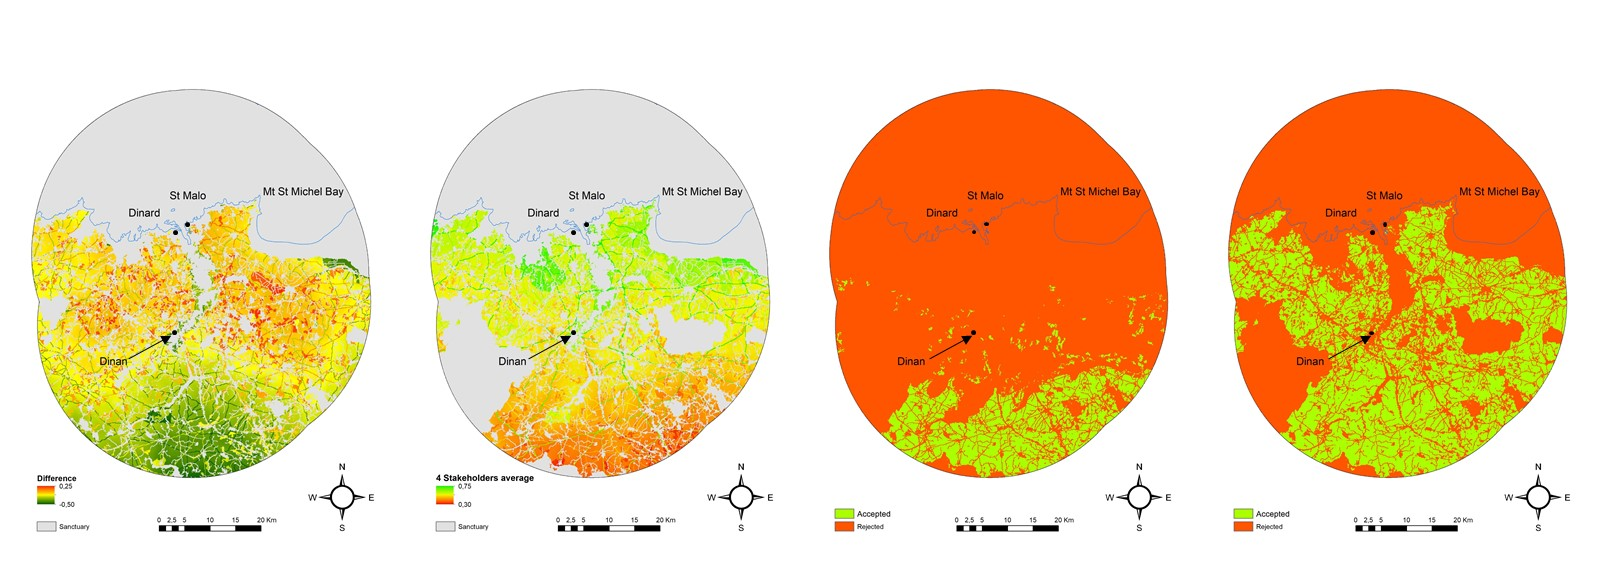 St Malo
Mt St Michel Bay
Dinard
Dinan
Difference
0,25
-0,50
Sanctuary
0 2,5 5 10 15 20 Km
N
W E
S
St Malo
Mt St Michel Bay
Dinard
Dinan
4 Stakeholders average
0,75
0,30
Sanctuary
0 2,5 5 10 15 20 Km
N
W E
S
St Malo
Mt St Michel Bay
Dinard
Dinan
Accepted
Rejected
0 2,5 5 10 15 20 Km
N
W E
S
St Malo
Mt St Michel Bay
Dinard
Dinan
Accepted
Rejected
0 2,5 5 10 15 20 Km
N
W E
S